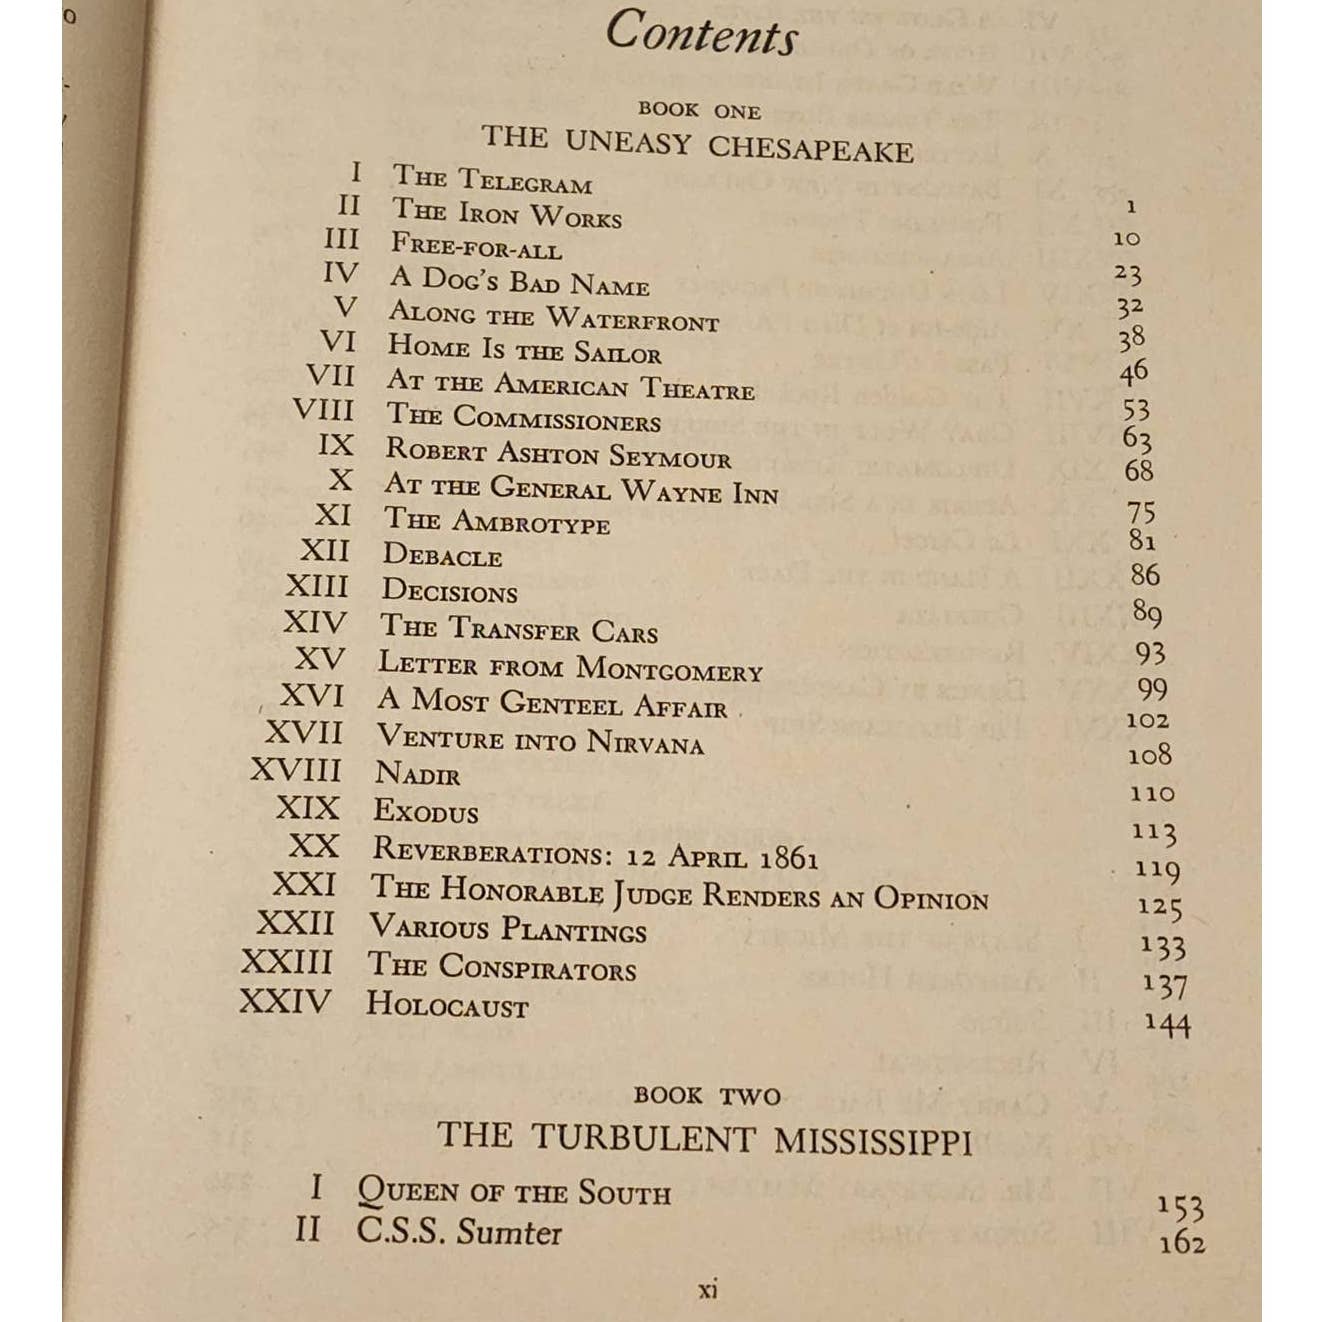 Contents
BOOK ONE
THE UNEASY CHESAPEAKE
I The Telegram 1
II The Iron Works 10
III Free-for-all 23
IV A Dog's Bad Name 32
V Along the Waterfront 38
VI Home Is the Sailor 46
VII At the American Theatre 53
VIII The Commissioners 63
IX Robert Ashton Seymour 68
X At the General Wayne Inn 75
XI The Ambrotype 81
XII Debacle 86
XIII Decisions 89
XIV The Transfer Cars 93
XV Letter from Montgomery 99
XVI A Most Genteel Affair 102
XVII Venture into Nirvana 108
XVIII Nadir 110
XIX Exodus 113
XX Reverberations: 12 April 1861 119
XXI The Honorable Judge Renders an Opinion 125
XXII Various Plantings 133
XXIII The Conspirators 137
XXIV Holocaust 144
BOOK TWO
THE TURBULENT MISSISSIPPI
I Queen of the South 153
II C.S.S. Sumter 162
xi